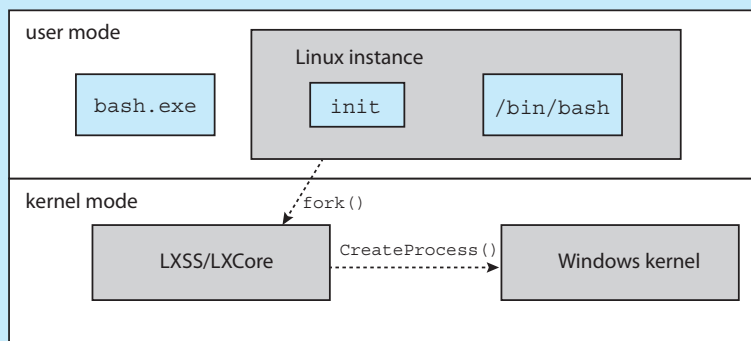 user mode
Linux instance
bash.exe
init
/bin/bash
kernel mode
fork()
LXSS/LXCore
CreateProcess()
Windows kernel